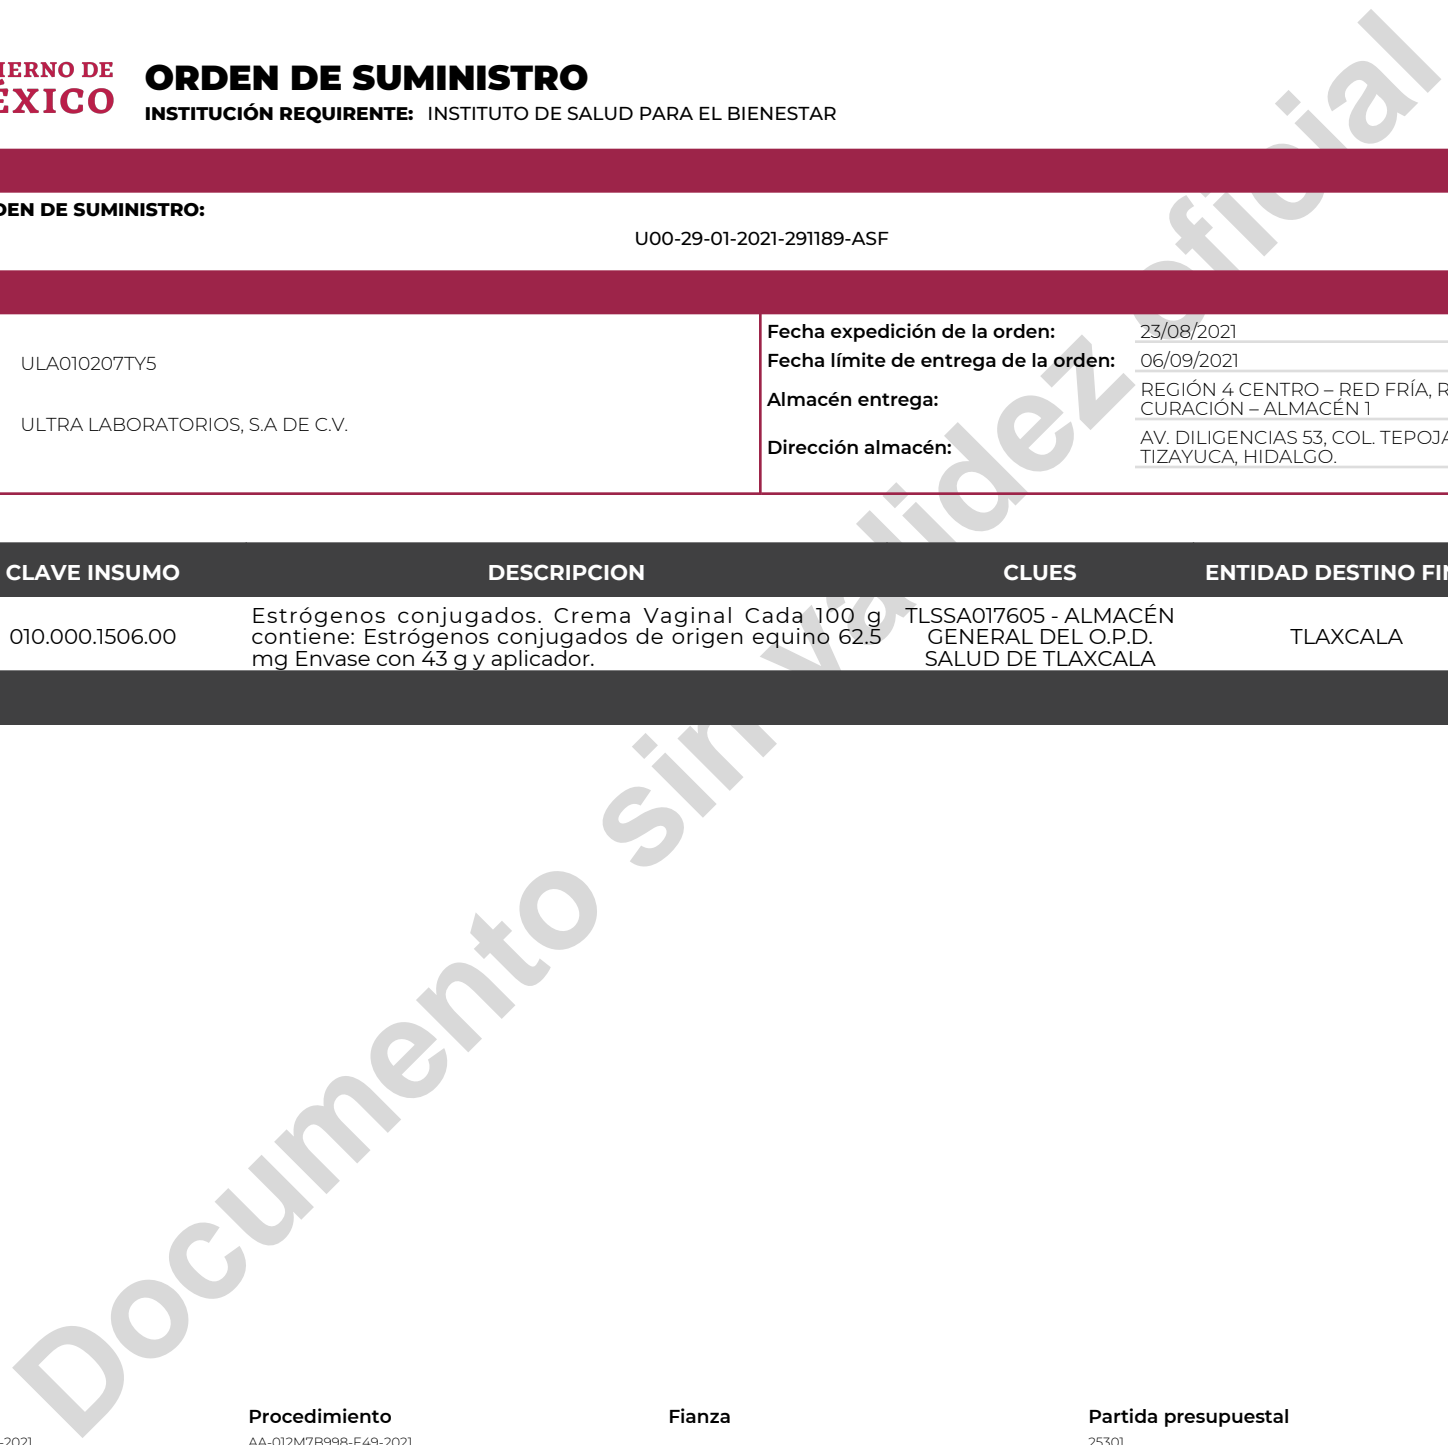 IERNO DE
ÉXICO
ORDEN DE SUMINISTRO
INSTITUCIÓN REQUIRENTE: INSTITUTO DE SALUD PARA EL BIENESTAR
DEN DE SUMINISTRO:
U00-29-01-2021-291189-ASF
ULA010207TY5
ULTRA LABORATORIOS, S.A DE C.V.
Fecha expedición de la orden: 23/08/2021
Fecha límite de entrega de la orden: 06/09/2021
Almacén entrega: REGIÓN 4 CENTRO – RED FRÍA, R
CURACIÓN – ALMACÉN 1
Dirección almacén: AV. DILIGENCIAS 53, COL. TEPOJA
TIZAYUCA, HIDALGO.
CLAVE INSUMO DESCRIPCION CLUES ENTIDAD DESTINO FIN
010.000.1506.00
Estrógenos conjugados. Crema Vaginal Cada 100 g
contiene: Estrógenos conjugados de origen equino 62.5
mg Envase con 43 g y aplicador.
TLSSA017605 - ALMACÉN
GENERAL DEL O.P.D.
SALUD DE TLAXCALA
TLAXCALA
Documento sin validez oficial
Procedimiento Fianza Partida presupuestal
-2021 AA-012M7B998-E49-2021 25301